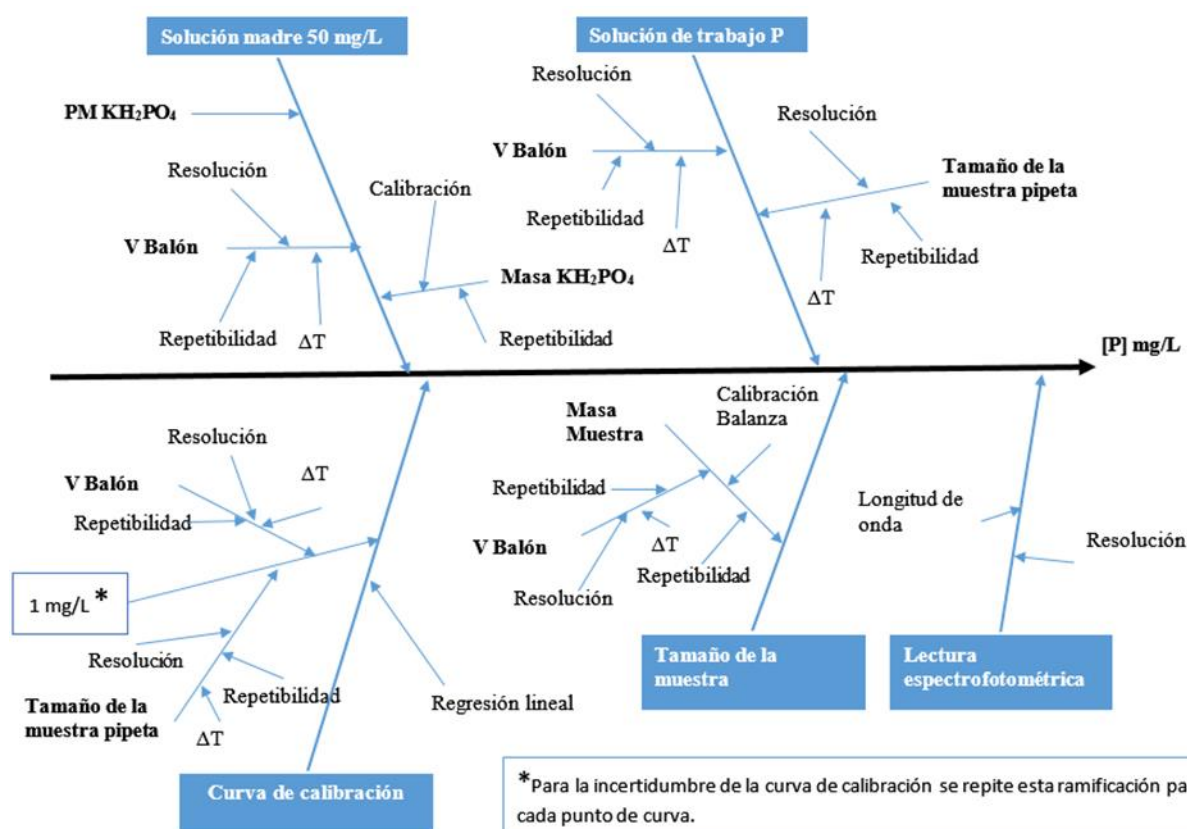 Solución madre 50 mg/L
Solución de trabajo P
Resolución
PM KH₂PO₄
Resolución
V Balón
Resolución
Calibración
Tamaño de la
muestra pipeta
Repetibilidad
ΔT
V Balón
Masa KH₂PO₄
Repetibilidad
ΔT
Repetibilidad
ΔT
Repetibilidad
[P] mg/L
Masa
Muestra
Calibración
Balanza
Resolución
ΔT
V Balón
Repetibilidad
Repetibilidad
Longitud de
onda
ΔT
V Balón
Resolución
Repetibilidad
Resolución
1 mg/L *
Resolución
Repetibilidad
Regresión lineal
Tamaño de la
muestra pipeta
ΔT
Tamaño de la
muestra
Lectura
espectrofotométrica
Curva de calibración
*Para la incertidumbre de la curva de calibración se repite esta ramificación pa
cada punto de curva.